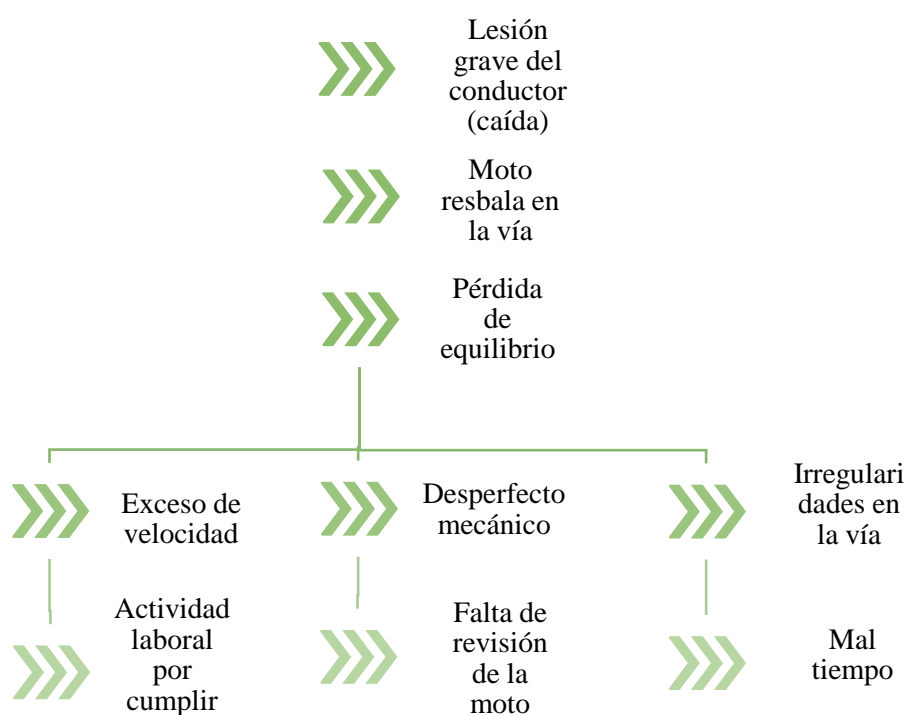 Lesión
grave del
conductor
(caída)
Moto
resbala en
la vía
Pérdida
de
equilibrio
Exceso de
velocidad
Desperfecto
mecánico
Irregulari
dades en
la vía
Actividad
laboral
por
cumplir
Falta de
revisión
de la
moto
Mal
tiempo